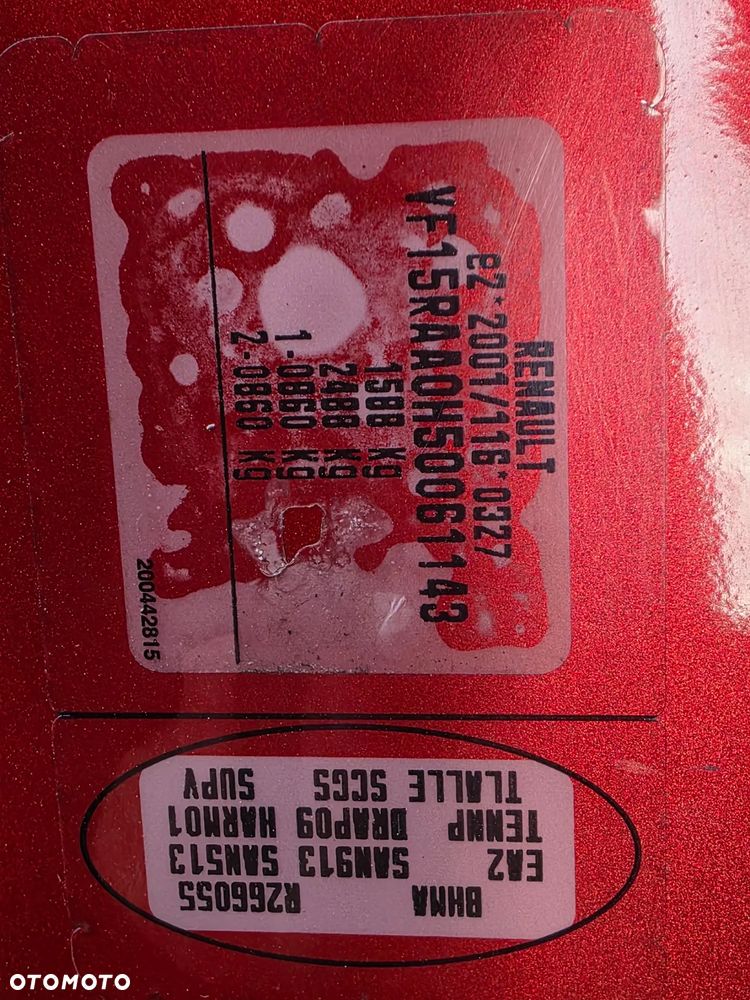 RENAULT
e2*2001/116*0327
VF15RAA0H50061143
1588 kg
2488 kg
1-0860 kg
2-0860 kg
200442815
BHMA R266055
EA2 SAN913 SAN513
TENNP DRAP09 HARM01
TLALLE SCGS SUPV
OTOMOTO